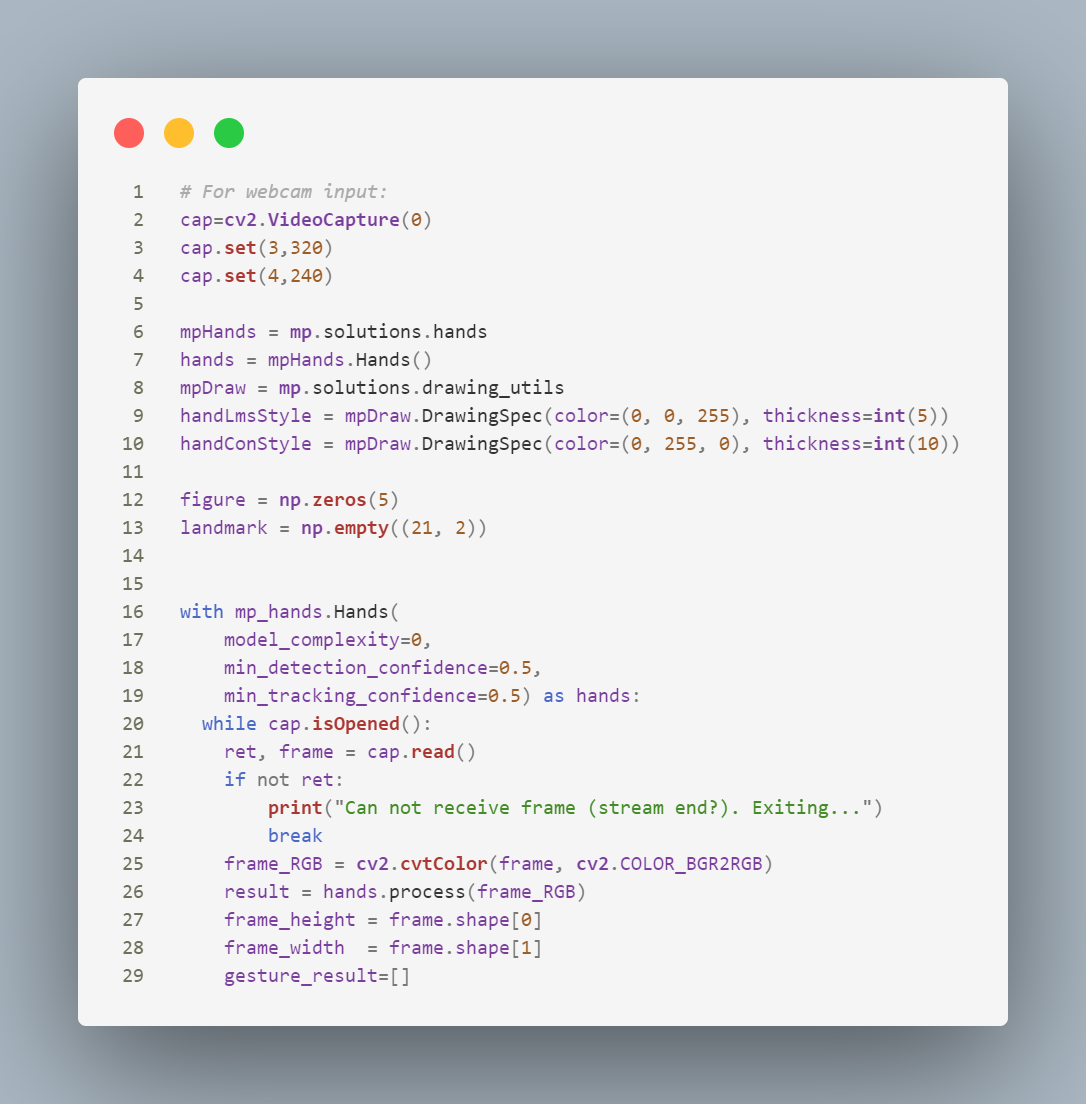 1 # For webcam input:
2 cap=cv2.VideoCapture(0)
3 cap.set(3,320)
4 cap.set(4,240)
5
6 mpHands = mp.solutions.hands
7 hands = mpHands.Hands()
8 mpDraw = mp.solutions.drawing_utils
9 handLmsStyle = mpDraw.DrawingSpec(color=(0, 0, 255), thickness=int(5))
10 handConStyle = mpDraw.DrawingSpec(color=(0, 255, 0), thickness=int(10))
11
12 figure = np.zeros(5)
13 landmark = np.empty((21, 2))
14
15
16 with mp_hands.Hands(
17     model_complexity=0,
18     min_detection_confidence=0.5,
19     min_tracking_confidence=0.5) as hands:
20   while cap.isOpened():
21     ret, frame = cap.read()
22     if not ret:
23         print("Can not receive frame (stream end?). Exiting...")
24         break
25     frame_RGB = cv2.cvtColor(frame, cv2.COLOR_BGR2RGB)
26     result = hands.process(frame_RGB)
27     frame_height = frame.shape[0]
28     frame_width  = frame.shape[1]
29     gesture_result=[]